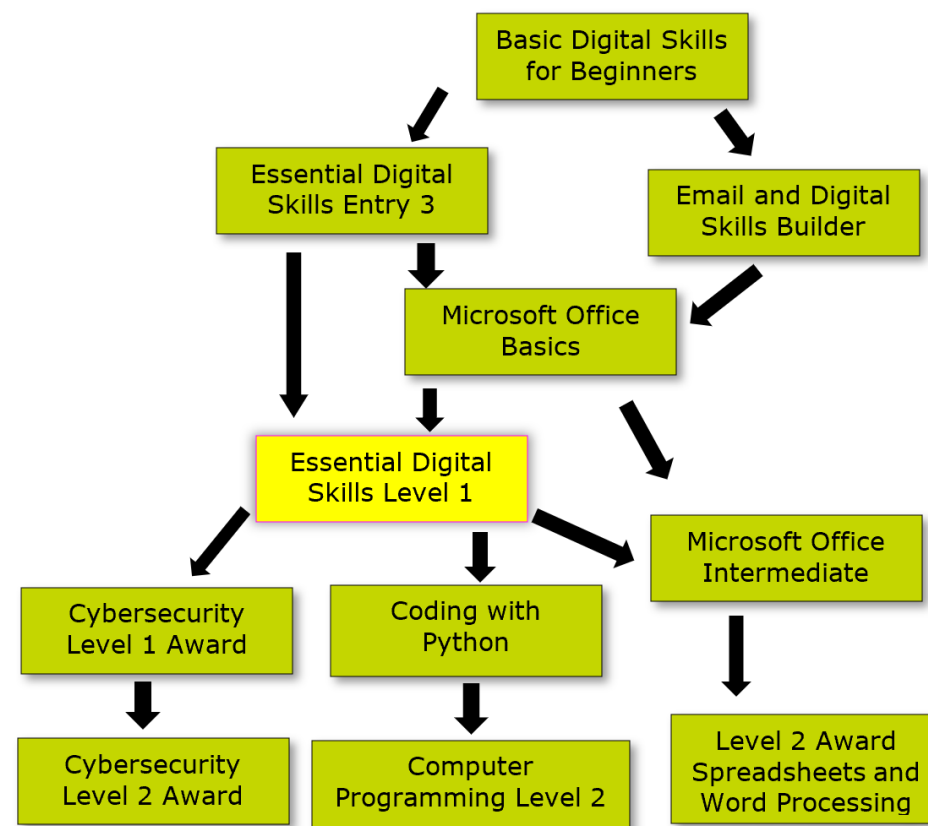 Basic Digital Skills
for Beginners
Essential Digital
Skills Entry 3
Email and Digital
Skills Builder
Microsoft Office
Basics
Essential Digital
Skills Level 1
Microsoft Office
Intermediate
Cybersecurity
Level 1 Award
Coding with
Python
Cybersecurity
Level 2 Award
Computer
Programming Level 2
Level 2 Award
Spreadsheets and
Word Processing